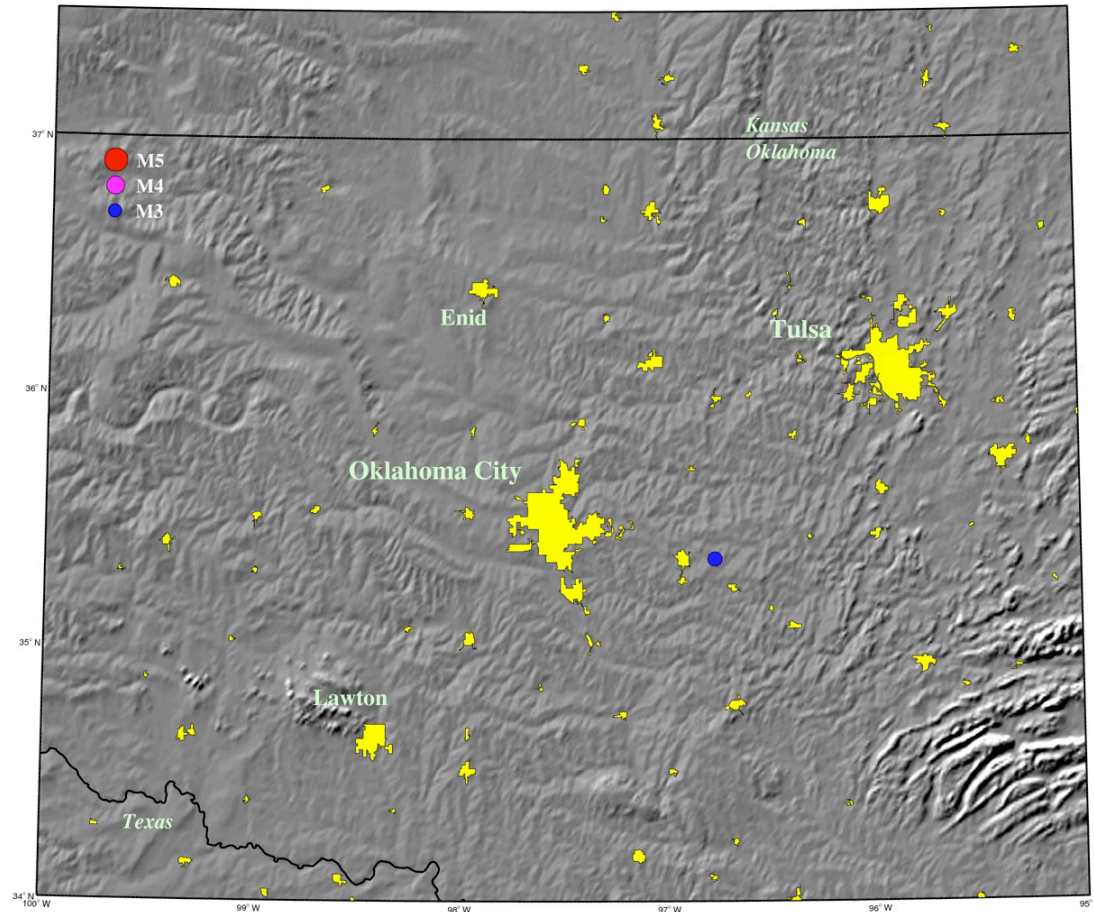 37° N
Kansas
Oklahoma
M5
M4
M3
Enid
Tulsa
36° N
Oklahoma City
35° N
Lawton
Texas
34° N
100° W
99° W
98° W
97° W
96° W
95°